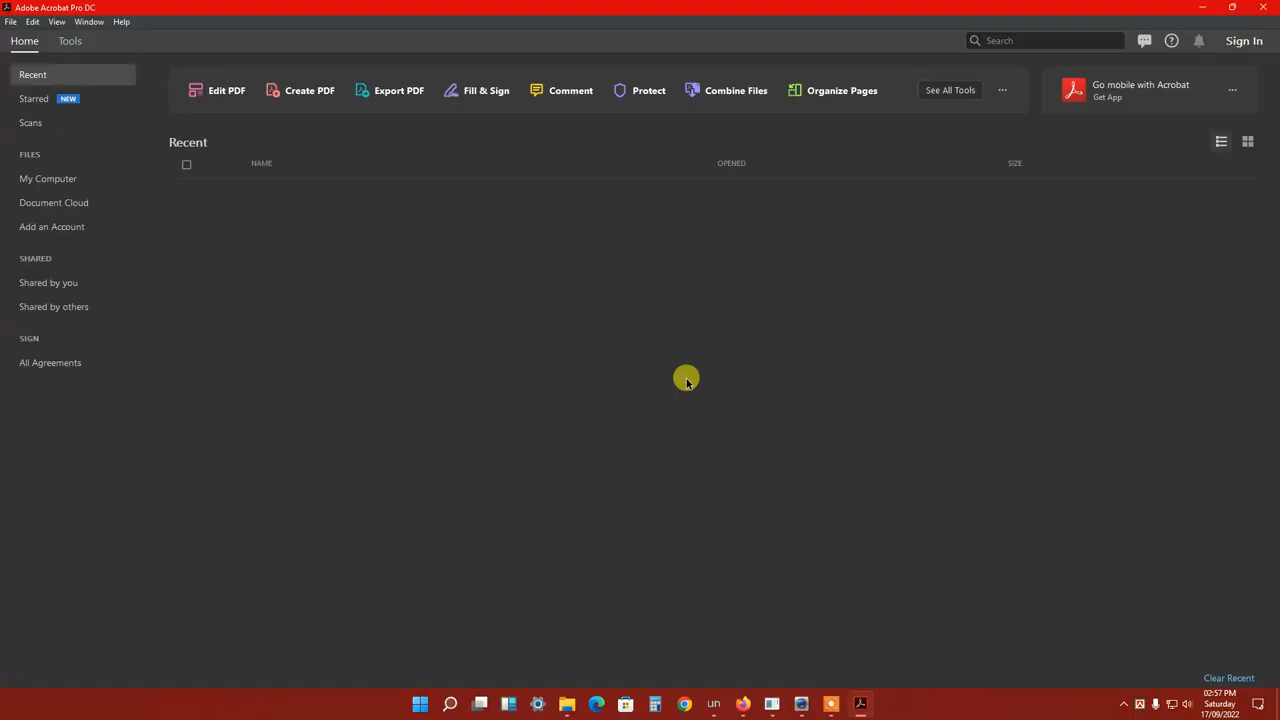 Adobe Acrobat Pro DC
File Edit View Window Help
Home Tools Search Sign In
Recent
Starred NEW
Scans
FILES
My Computer
Document Cloud
Add an Account
SHARED
Shared by you
Shared by others
SIGN
All Agreements
Edit PDF Create PDF Export PDF Fill & Sign Comment Protect Combine Files Organize Pages See All Tools
Go mobile with Acrobat
Get App
Recent
NAME OPENED SIZE
Clear Recent
un
02:57 PM
Saturday
17/09/2022